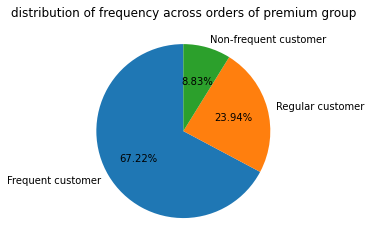 distribution of frequency across orders of premium group
Non-frequent customer
8.83%
Regular customer
23.94%
67.22%
Frequent customer